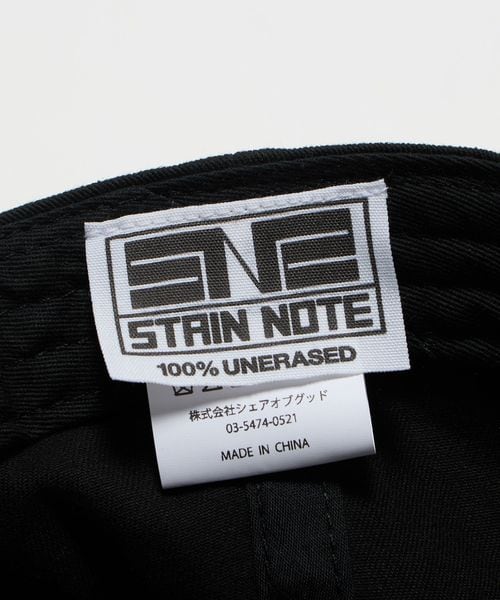 SNE
STAIN NOTE
100% UNERASED
株式会社シェアオブグッド
03-5474-0521
MADE IN CHINA